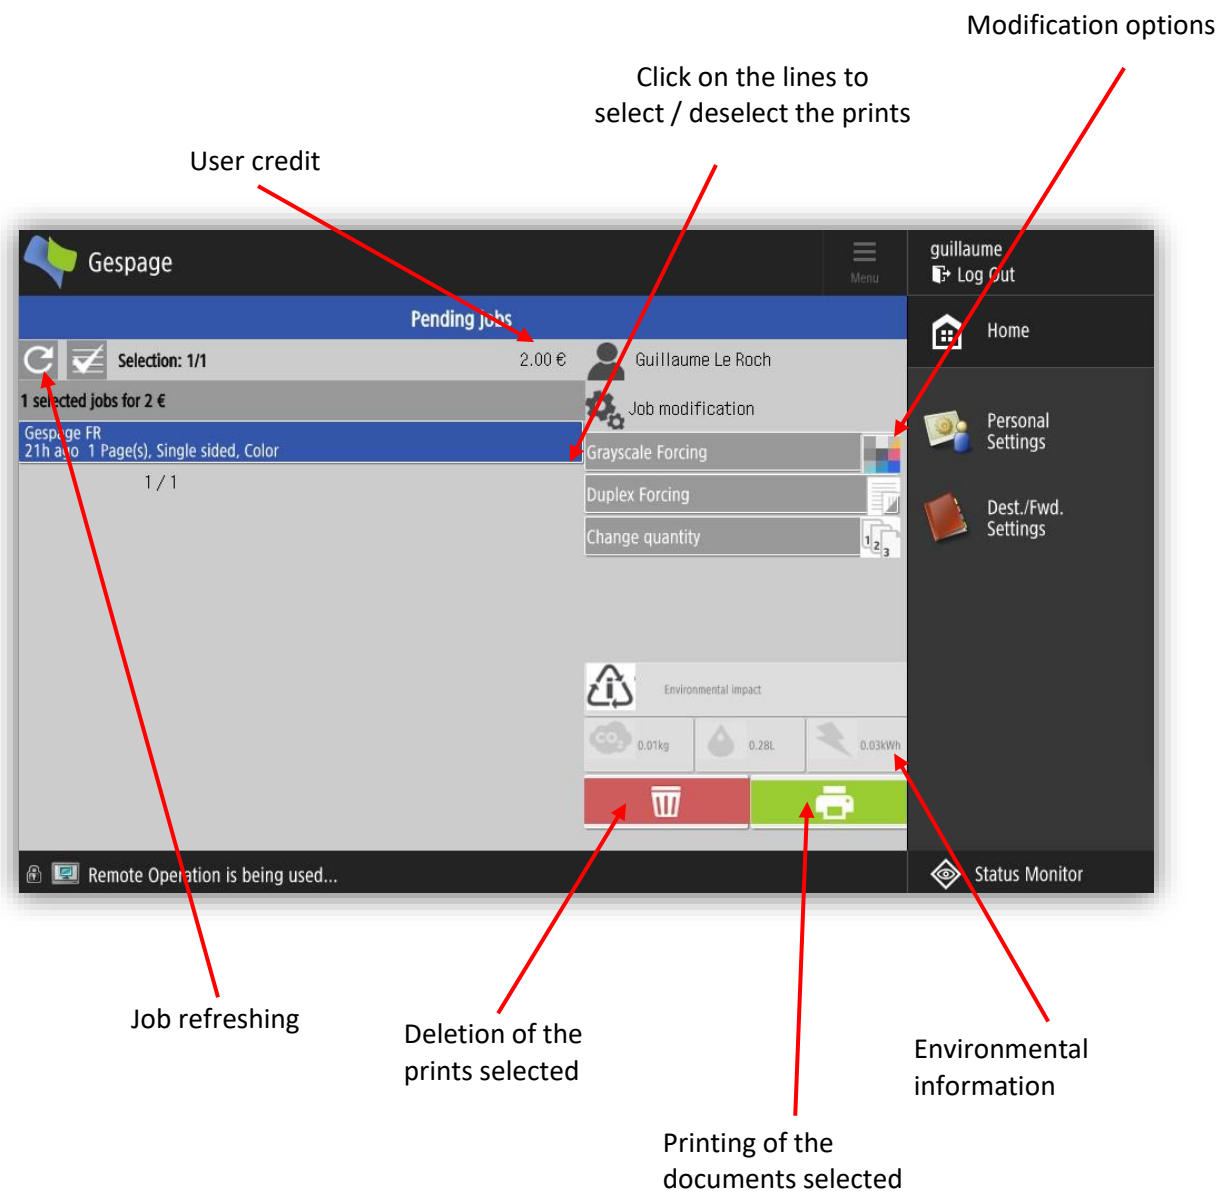 Modification options
Click on the lines to
select / deselect the prints
User credit
Gespage
Menu
guillaume
Log Out
Pending jobs
Home
Selection: 1/1
2.00 €
Guillaume Le Roch
1 selected jobs for 2 €
Job modification
Gespage FR
21h ago 1 Page(s), Single sided, Color
1 / 1
Grayscale Forcing
Duplex Forcing
Change quantity
1 2 3
Personal
Settings
Dest./Fwd.
Settings
Environmental impact
CO2
0.01kg
0.28L
0.03kWh
Remote Operation is being used...
Status Monitor
Job refreshing
Deletion of the
prints selected
Environmental
information
Printing of the
documents selected